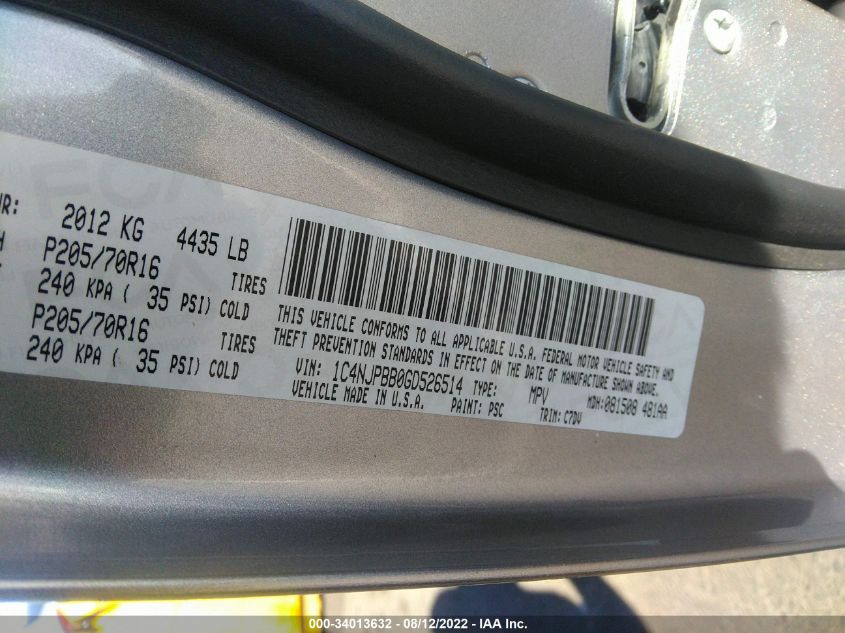 2012 KG 4435 LB
P205/70R16 TIRES
240 KPA ( 35 PSI) COLD
P205/70R16 TIRES
240 KPA ( 35 PSI) COLD
THIS VEHICLE CONFORMS TO ALL APPLICABLE U.S.A. FEDERAL MOTOR VEHICLE SAFETY AND
THEFT PREVENTION STANDARDS IN EFFECT ON THE DATE OF MANUFACTURE SHOWN ABOVE.
VIN: 1C4NJPBB0GD526514 TYPE: MPV MDH:081508 481AA
VEHICLE MADE IN U.S.A. PAINT: PSC TRIM: C7DV
000-34013632 - 08/12/2022 - IAA Inc.